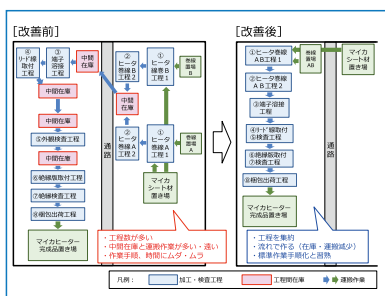 [改善前]
④
ﾘｰﾄﾞ線
取付
工程
③
端子
溶接
工程
中間
在庫
②
ヒータ
巻線B
工程2
①
ヒータ
巻線B
工程1
巻線
置場
B
中間在庫
中間
在庫
⑤外観検査工程
中間在庫
②
ヒータ
巻線A
工程2
①
ヒータ
巻線A
工程1
巻線
置場
A
通路
⑥絶縁版取付工程
⑦絶縁検査工程
⑧梱包出荷工程
マイカ
シート材
置き場
マイカヒーター
完成品置き場
・工程数が多い
・中間在庫と運搬作業が多い・遠い
・作業手順、時間にムダ・ムラ
[改善後]
①ヒータ巻線
AB工程1
巻線
置場
AB
マイカ
シート材
置き場
②ヒータ巻線
AB工程2
③端子溶接
工程
④ﾘｰﾄﾞ線取付
⑤検査工程
⑥絶縁版取付
⑦検査工程
⑧梱包出荷工程
通路
マイカヒーター
完成品置き場
・工程を集約
・流れで作る（在庫・運搬減少）
・標準作業手順化と習熟
凡例：
加工・検査工程
工程間在庫
運搬作業